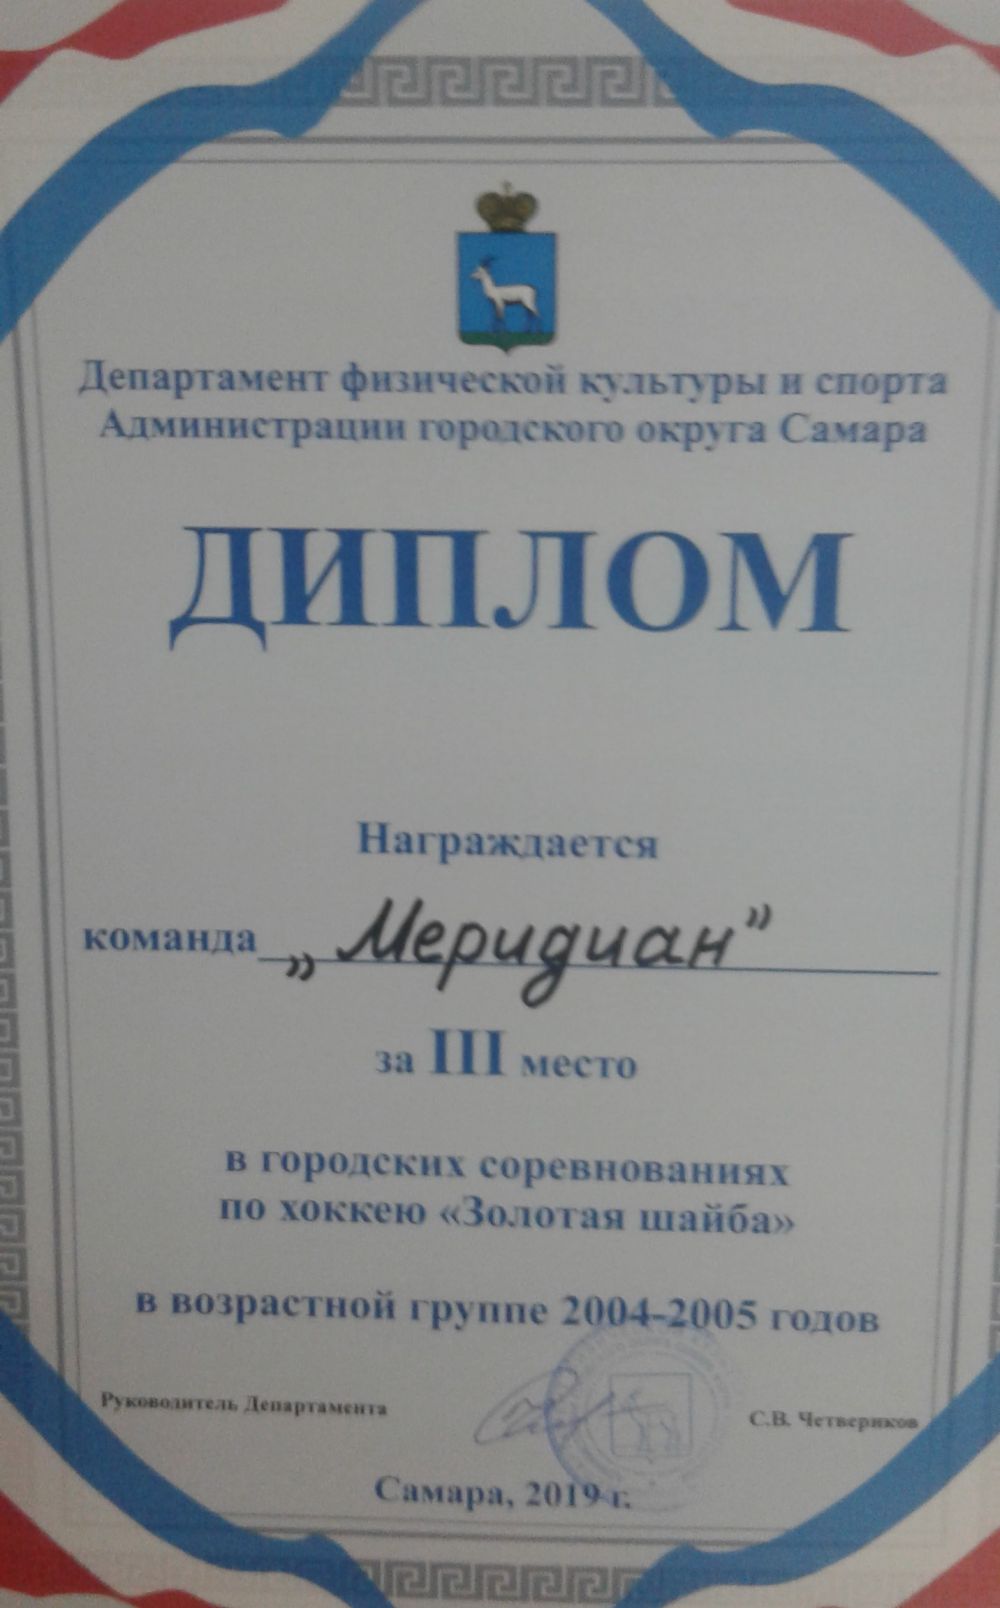 Департамент физической культуры и спорта
Администрации городского округа Самара
ДИПЛОМ
Награждается
команда „Меридиан”
за III место
в городских соревнованиях
по хоккею «Золотая шайба»
в возрастной группе 2004-2005 годов
Руководитель Департамента
С.В. Четвериков
Самара, 2019 г.